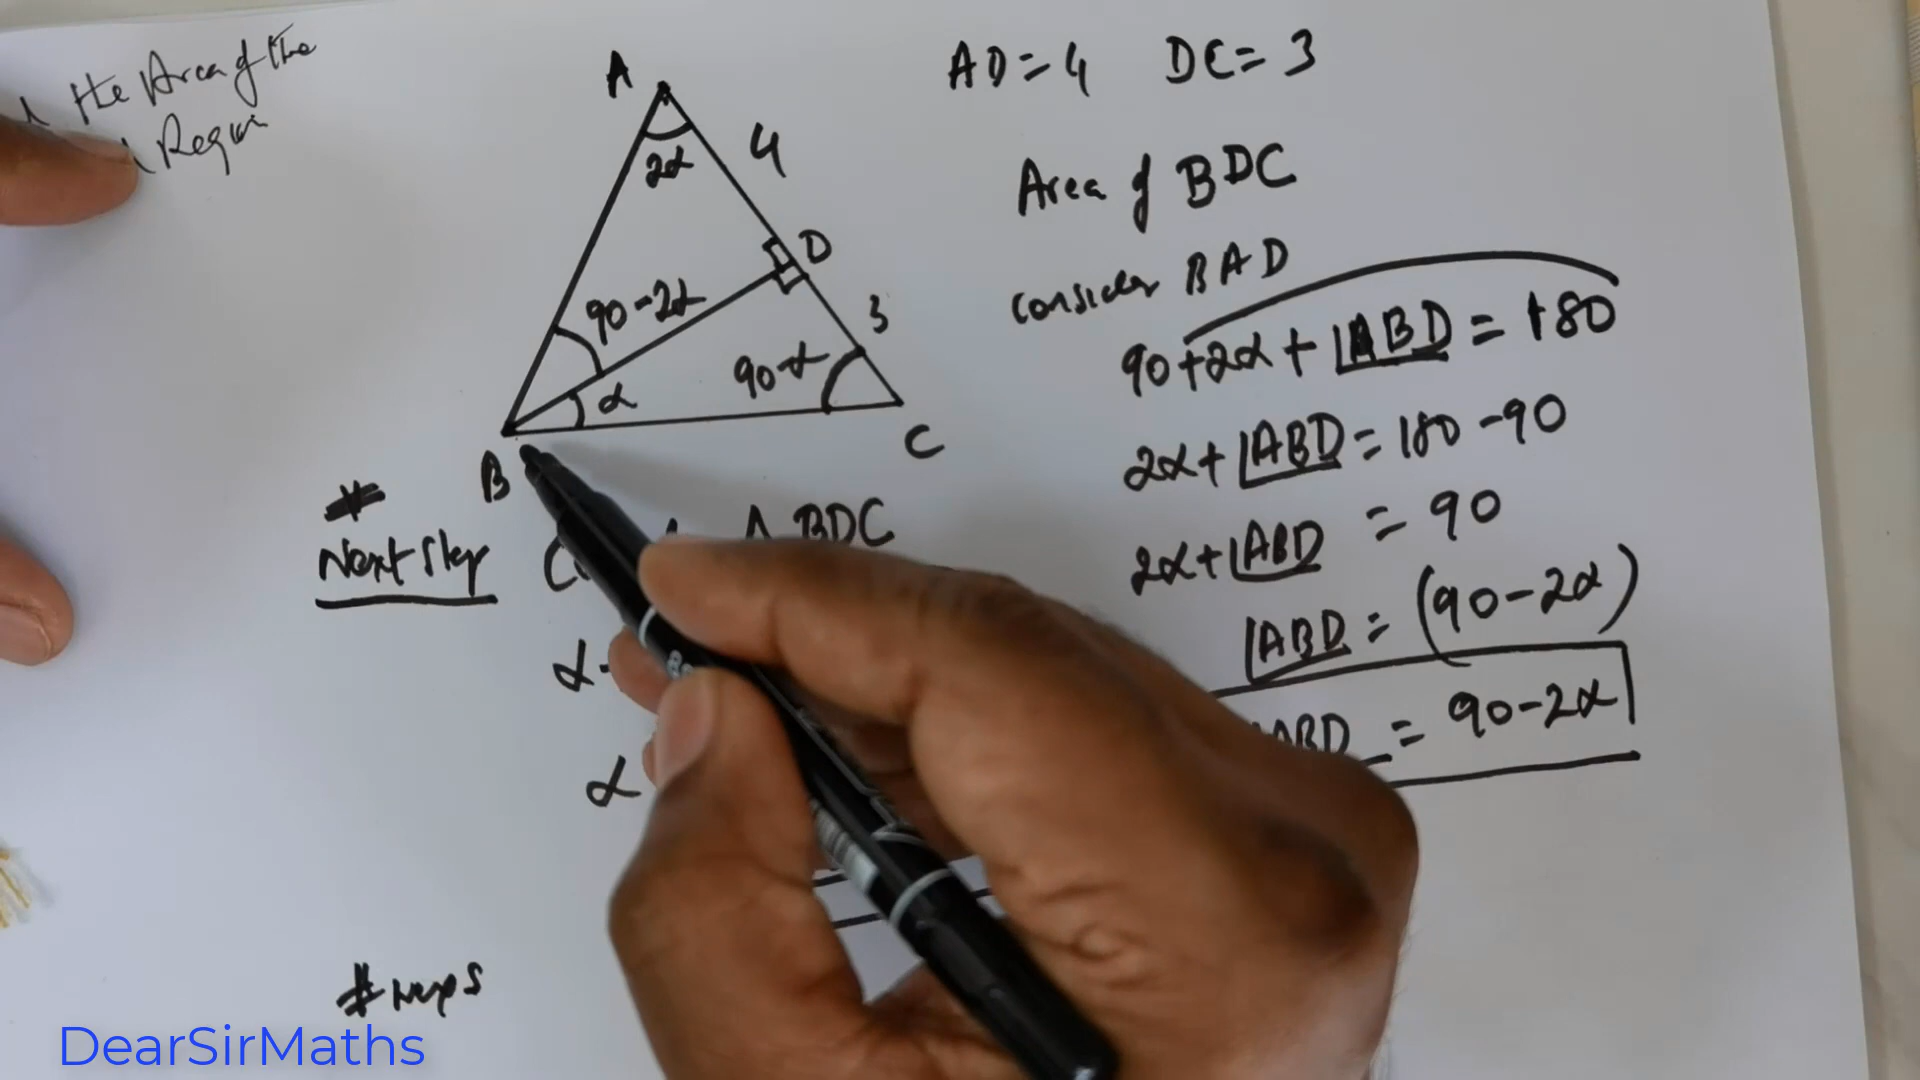 the Area of the
Region
A
AD = 4 DC = 3
2α
4
D
90-2α
3
90-α
α
B
C
Area of BDC
consider BAD
90+2α+∠ABD = 180
2α+∠ABD = 180-90
2α+∠ABD = 90
∠ABD = (90-2α)
ABD = 90-2α
Next step
Δ BDC
α
α
DearSirMaths